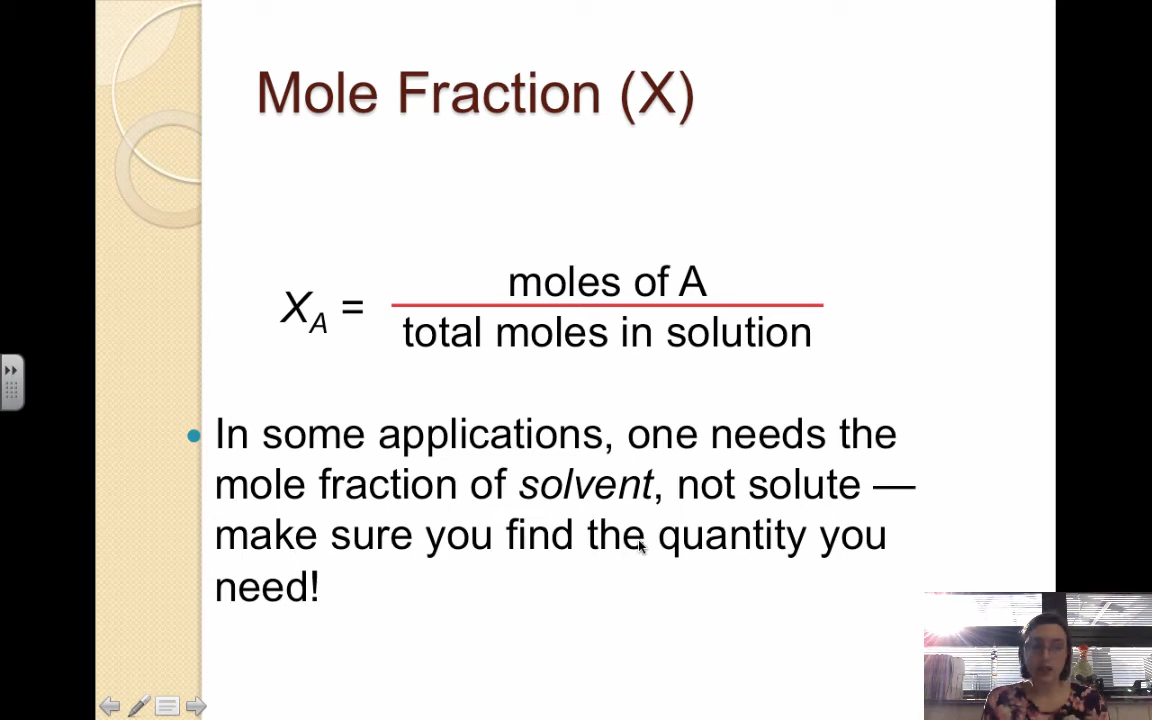 Mole Fraction (X)
moles of A
X_A =
total moles in solution
• In some applications, one needs the
mole fraction of solvent, not solute —
make sure you find the quantity you
need!